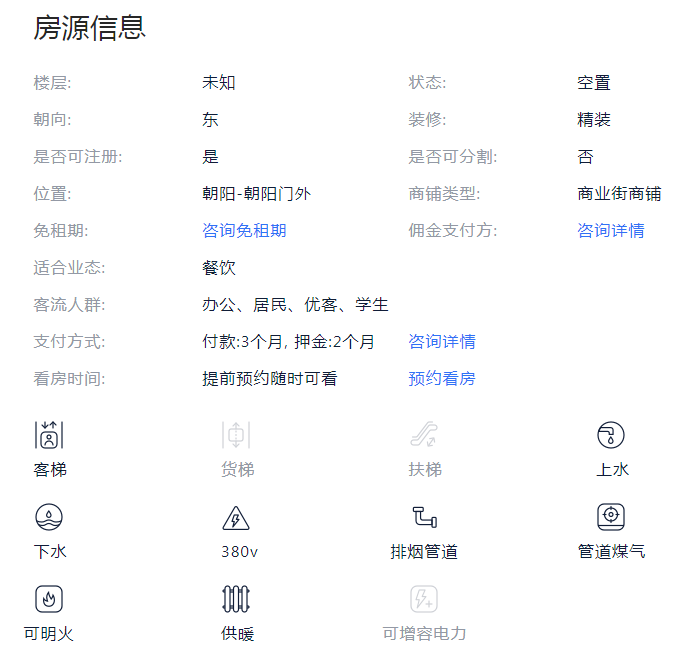 房源信息
楼层: 未知 状态: 空置
朝向: 东 装修: 精装
是否可注册: 是 是否可分割: 否
位置: 朝阳-朝阳门外 商铺类型: 商业街商铺
免租期: 咨询免租期 佣金支付方: 咨询详情
适合业态: 餐饮
客流人群: 办公、居民、优客、学生
支付方式: 付款:3个月, 押金:2个月 咨询详情
看房时间: 提前预约随时可看 预约看房
客梯 货梯 扶梯 上水
下水 380v 排烟管道 管道煤气
可明火 供暖 可增容电力